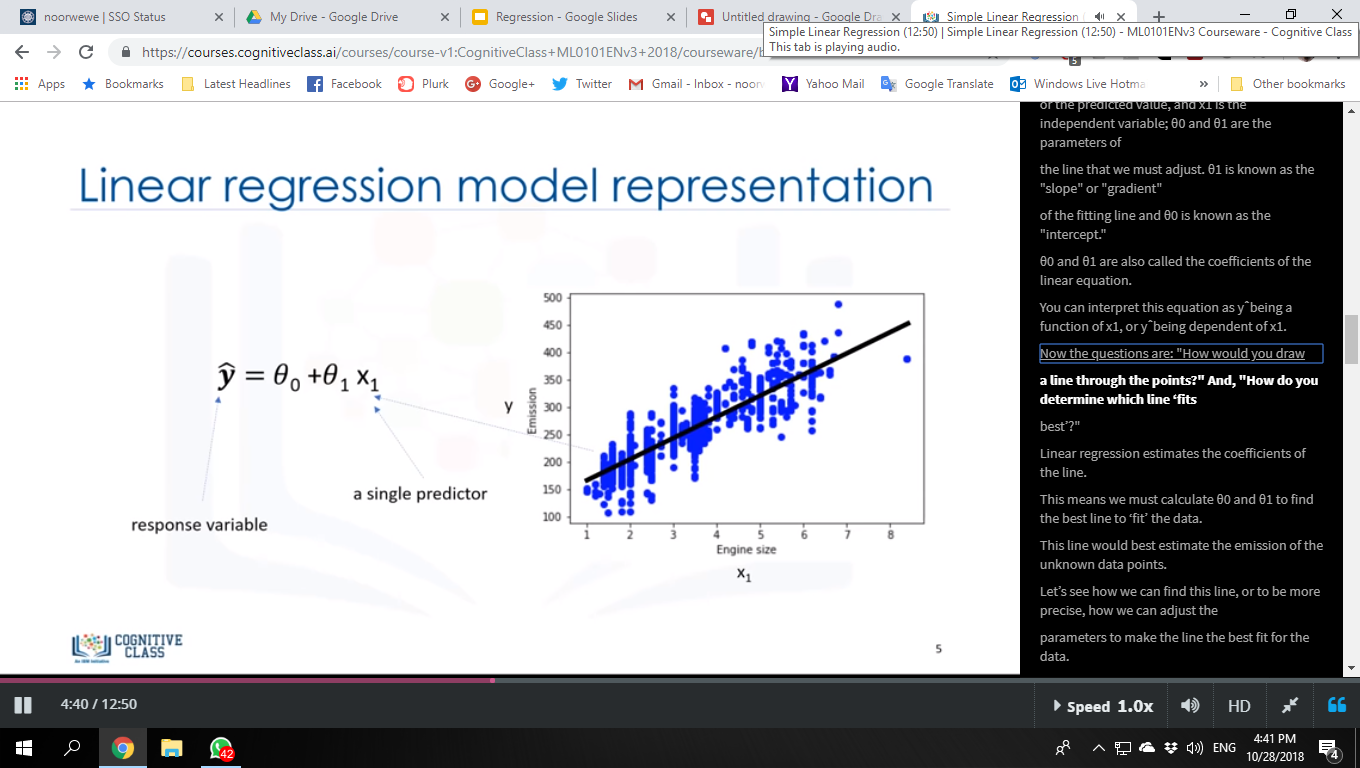 noorwewe | SSO Status
My Drive - Google Drive
Regression - Google Slides
Untitled drawing - Google Dra
Simple Linear Regression
Simple Linear Regression (12:50) | Simple Linear Regression (12:50) - ML0101ENv3 Courseware - Cognitive Class
This tab is playing audio.
https://courses.cognitiveclass.ai/courses/course-v1:CognitiveClass+ML0101ENv3+2018/courseware/
5
Apps
Bookmarks
Latest Headlines
Facebook
Plurk
Google+
Twitter
Gmail - Inbox - noorw
Yahoo Mail
Google Translate
Windows Live Hotma
»
Other bookmarks
Linear regression model representation
ŷ = θ0 +θ1 x1
response variable
a single predictor
y
Emission
500
450
400
350
300
250
200
150
100
1 2 3 4 5 6 7 8
Engine size
x1
COGNITIVE
CLASS
An IBM Initiative
5
or the predicted value, and x1 is the
independent variable; θ0 and θ1 are the
parameters of
the line that we must adjust. θ1 is known as the
"slope" or "gradient"
of the fitting line and θ0 is known as the
"intercept."
θ0 and θ1 are also called the coefficients of the
linear equation.
You can interpret this equation as yˆbeing a
function of x1, or yˆbeing dependent of x1.
Now the questions are: "How would you draw
a line through the points?" And, "How do you
determine which line ‘fits
best’?"
Linear regression estimates the coefficients of
the line.
This means we must calculate θ0 and θ1 to find
the best line to ‘fit’ the data.
This line would best estimate the emission of the
unknown data points.
Let’s see how we can find this line, or to be more
precise, how we can adjust the
parameters to make the line the best fit for the
data.
4:40 / 12:50
Speed 1.0x
HD
42
ENG
4:41 PM
10/28/2018
4